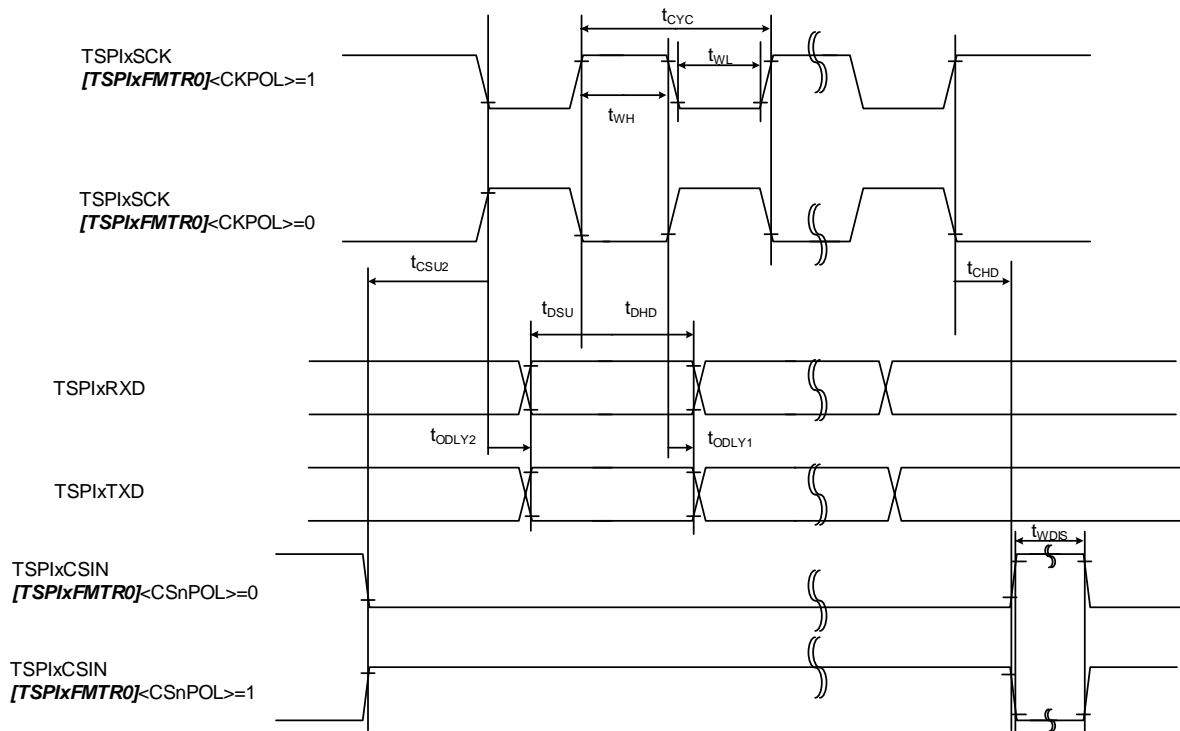 tCYC
TSPIxSCK
[TSPIxFMTR0]<CKPOL>=1
tWL
tWH
TSPIxSCK
[TSPIxFMTR0]<CKPOL>=0
tCSU2
tCHD
tDSU
tDHD
TSPIxRXD
tODLY2
tODLY1
TSPIxTXD
tWDIS
TSPIxCSIN
[TSPIxFMTR0]<CSnPOL>=0
TSPIxCSIN
[TSPIxFMTR0]<CSnPOL>=1